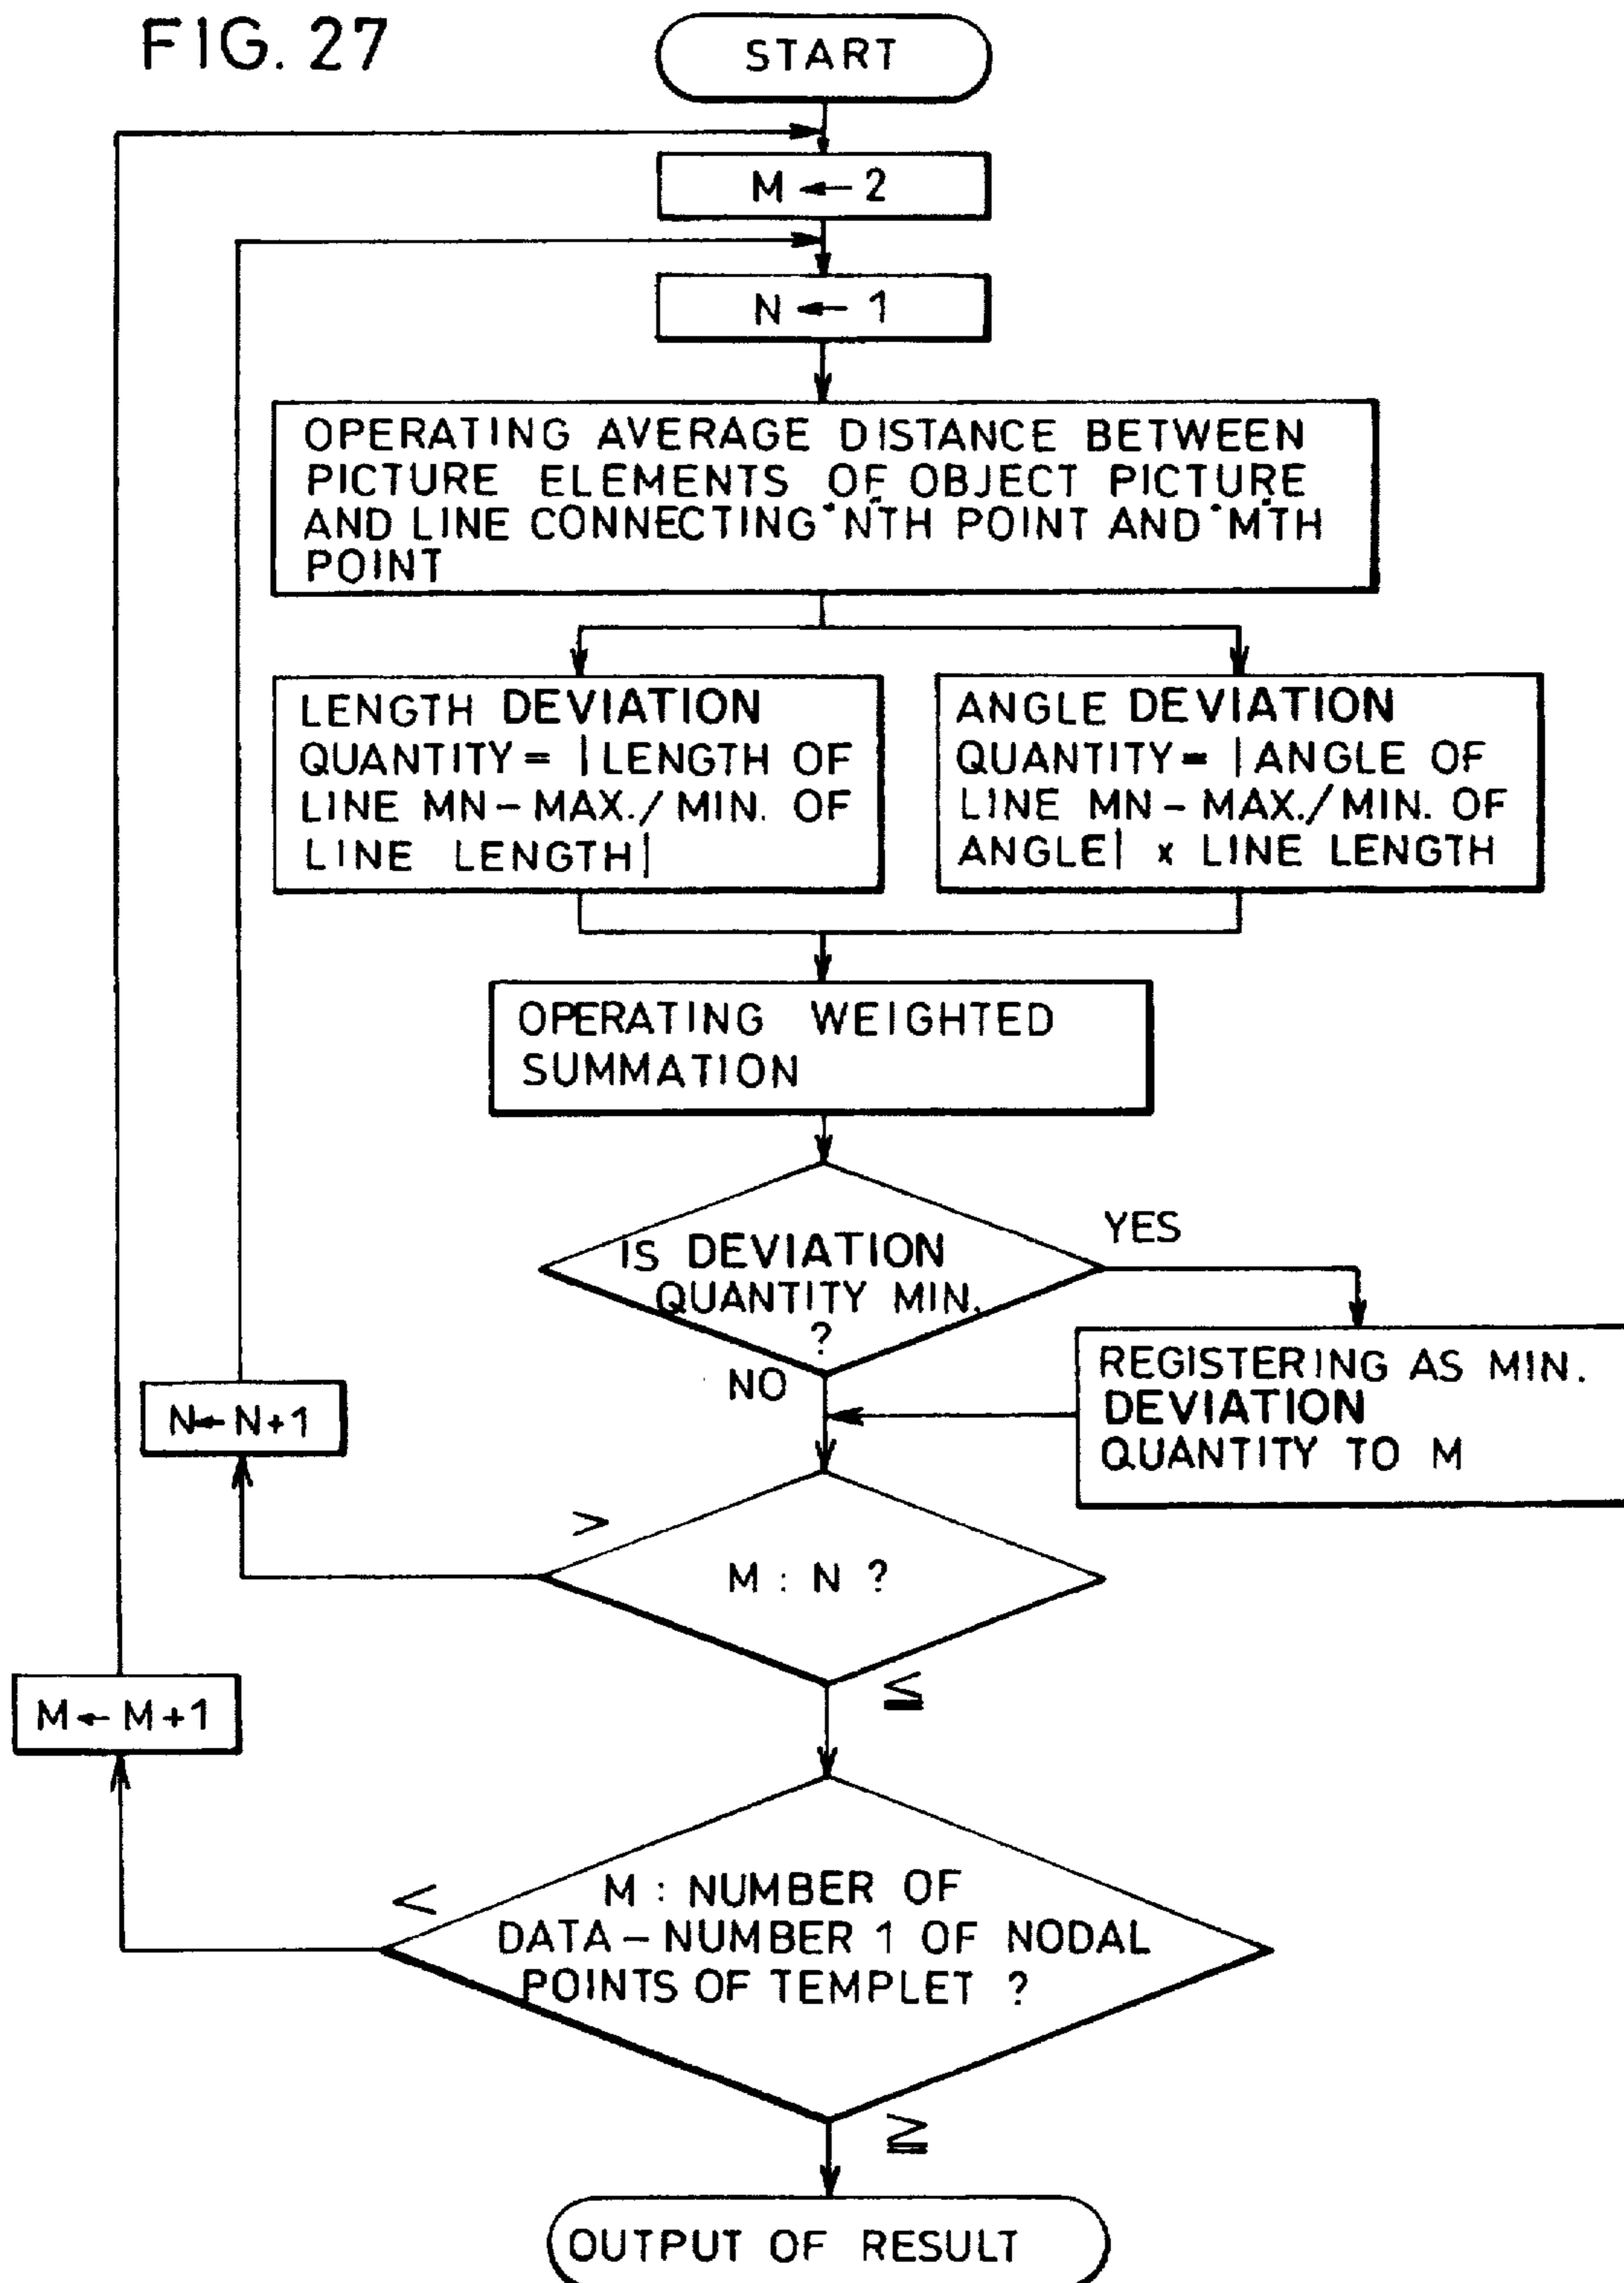 FIG. 27
START
M ← 2
N ← 1
OPERATING AVERAGE DISTANCE BETWEEN
PICTURE ELEMENTS OF OBJECT PICTURE
AND LINE CONNECTING "N"TH POINT AND "M"TH
POINT
LENGTH DEVIATION
QUANTITY = |LENGTH OF
LINE MN - MAX./MIN. OF
LINE LENGTH|
ANGLE DEVIATION
QUANTITY = |ANGLE OF
LINE MN - MAX./MIN. OF
ANGLE| x LINE LENGTH
OPERATING WEIGHTED
SUMMATION
IS DEVIATION
QUANTITY MIN.
?
YES
NO
REGISTERING AS MIN.
DEVIATION
QUANTITY TO M
N ← N+1
>
M : N ?
≦
M ← M+1
<
M : NUMBER OF
DATA - NUMBER 1 OF NODAL
POINTS OF TEMPLET ?
≧
OUTPUT OF RESULT